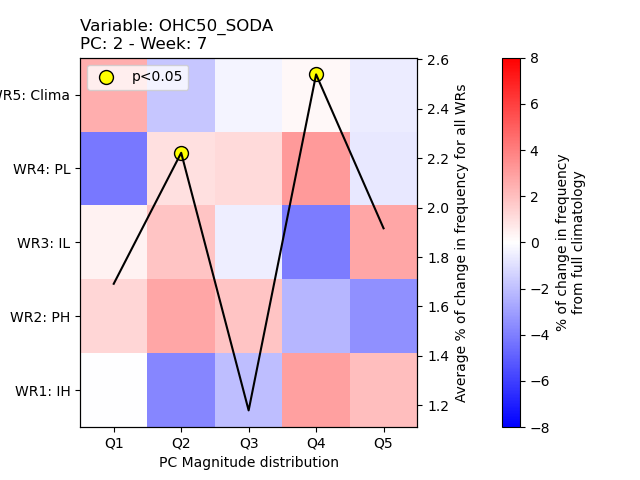 Variable: OHC50_SODA
PC: 2 - Week: 7
p<0.05
WR5: Clima
WR4: PL
WR3: IL
WR2: PH
WR1: IH
Q1 Q2 Q3 Q4 Q5
PC Magnitude distribution
2.6
2.4
2.2
2.0
1.8
1.6
1.4
1.2
Average % of change in frequency for all WRs
8
6
4
2
0
−2
−4
−6
−8
% of change in frequency
from full climatology